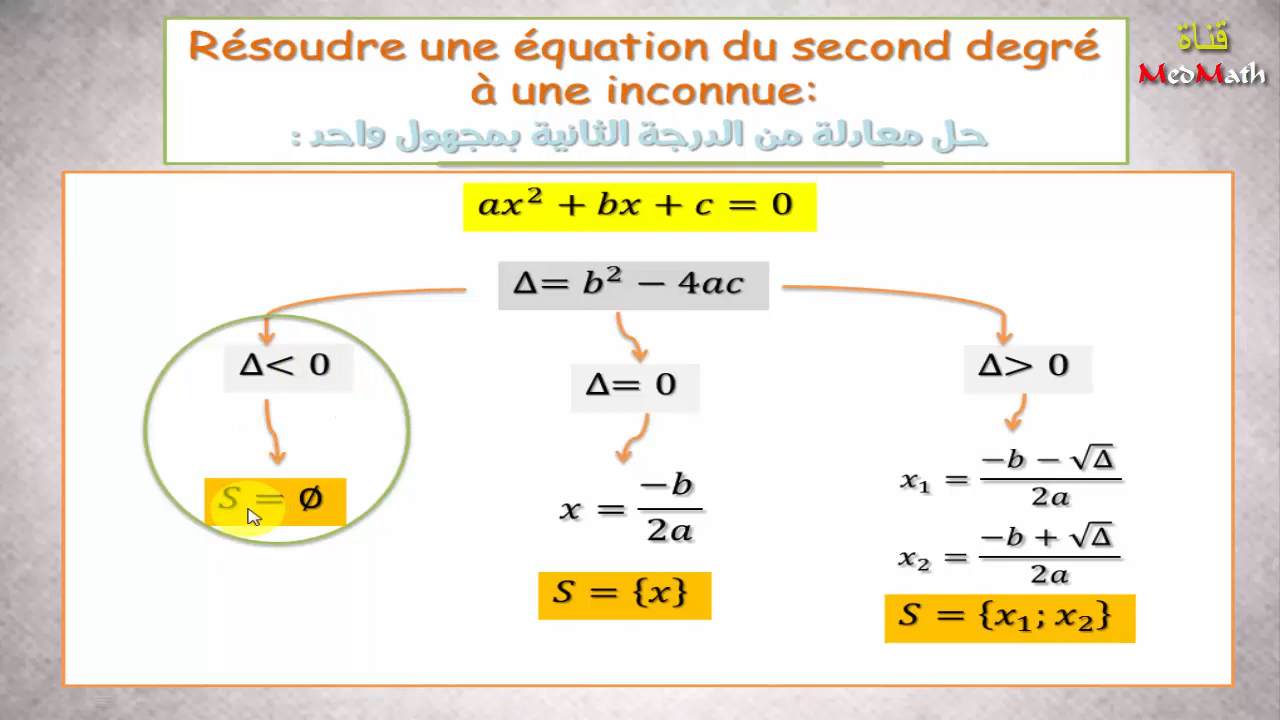 Résoudre une équation du second degré
à une inconnue:
حل معادلة من الدرجة الثانية بمجهول واحد :
قناة
MedMath
ax² + bx + c = 0
Δ= b² − 4ac
Δ< 0
Δ= 0
Δ> 0
S = ∅
x = −b / 2a
S = {x}
x₁ = −b − √Δ / 2a
x₂ = −b + √Δ / 2a
S = {x₁; x₂}